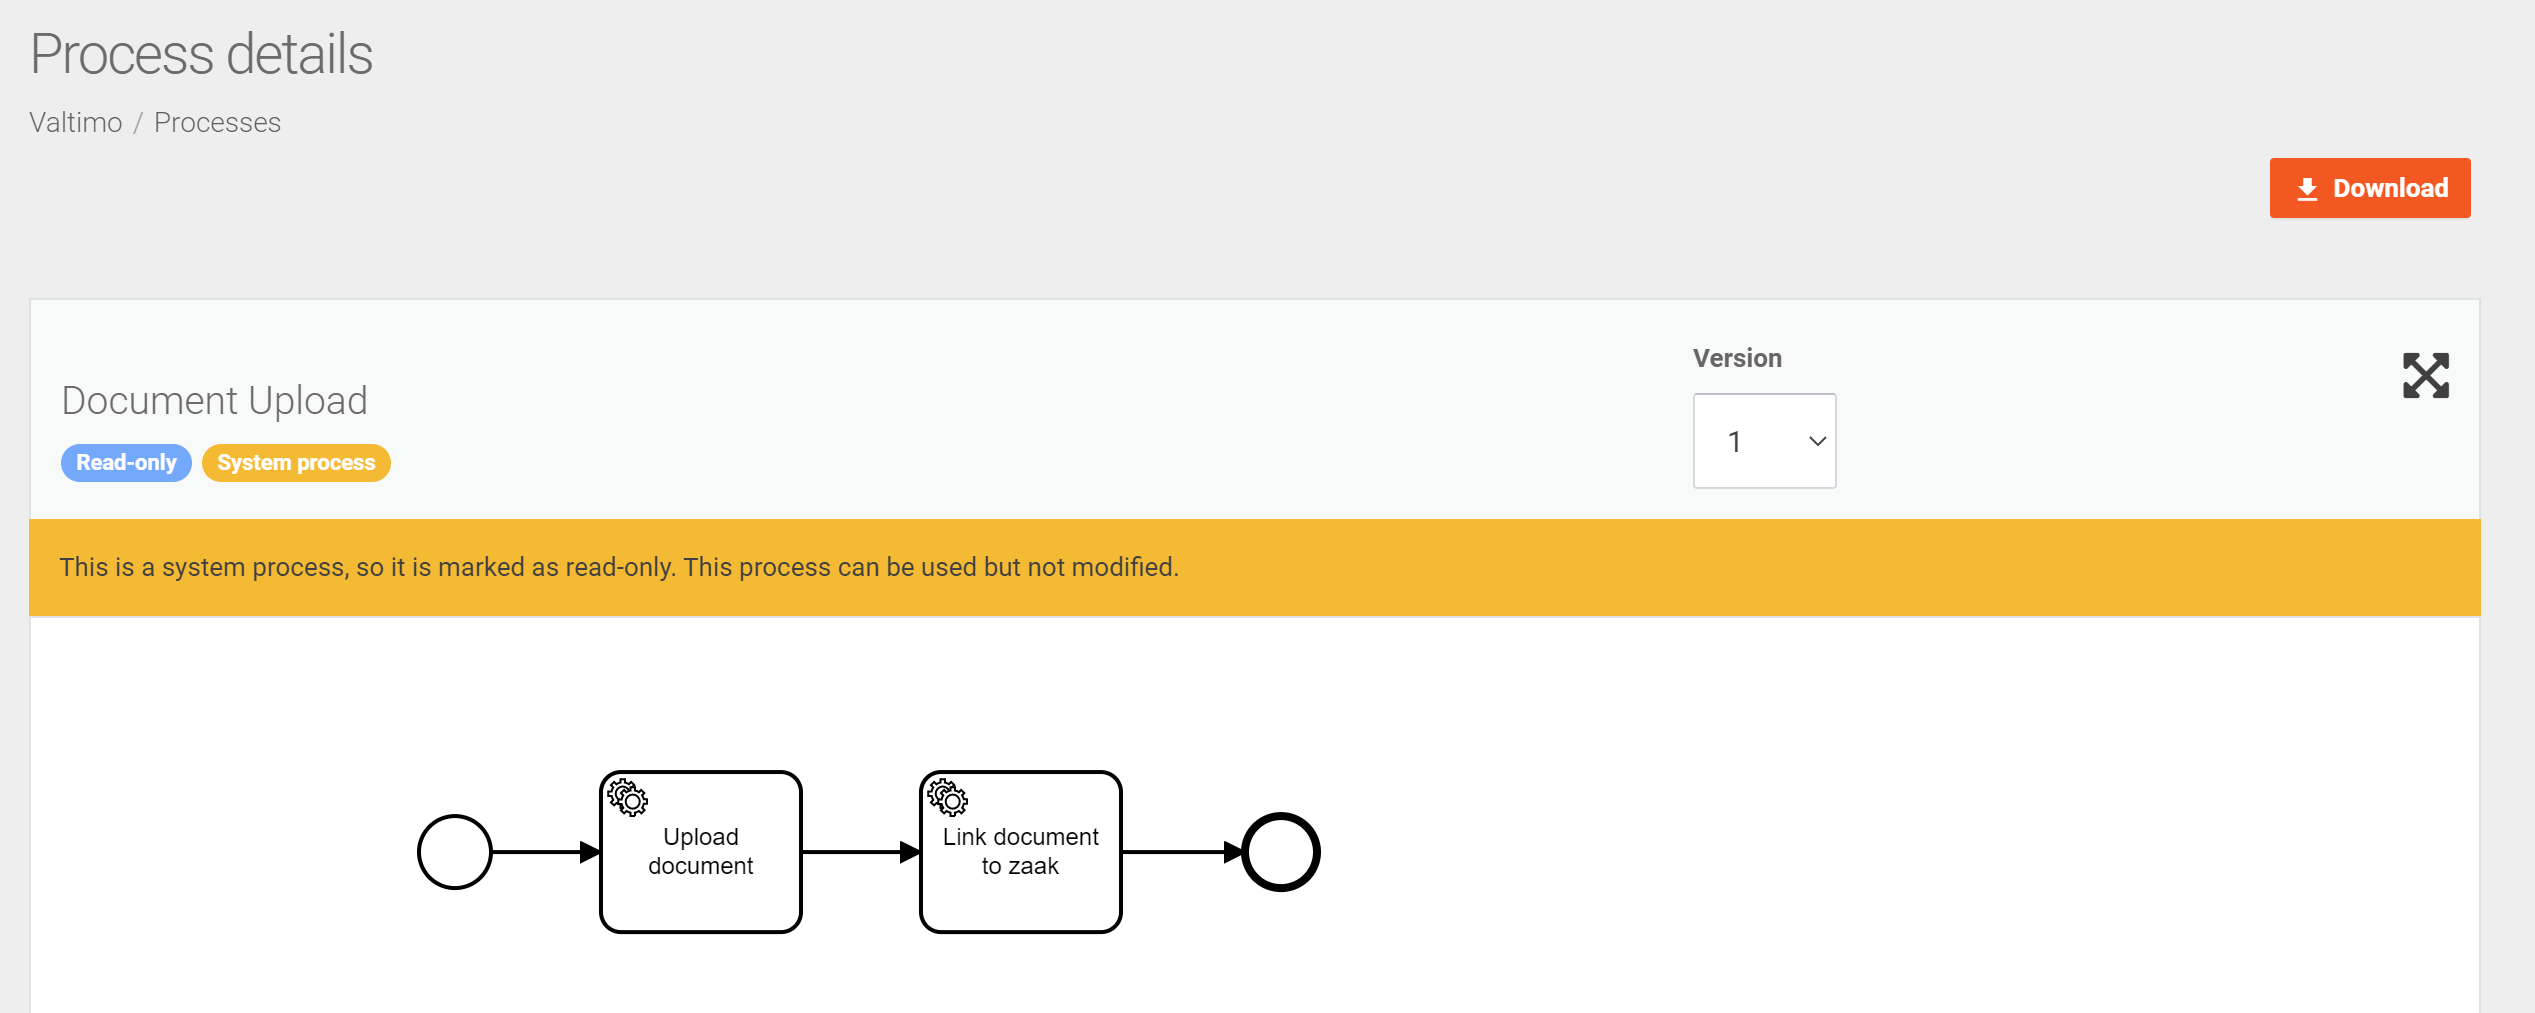 Process details
Valtimo / Processes
Download
Version
Document Upload
1
Read-only System process
This is a system process, so it is marked as read-only. This process can be used but not modified.
Upload
document
Link document
to zaak